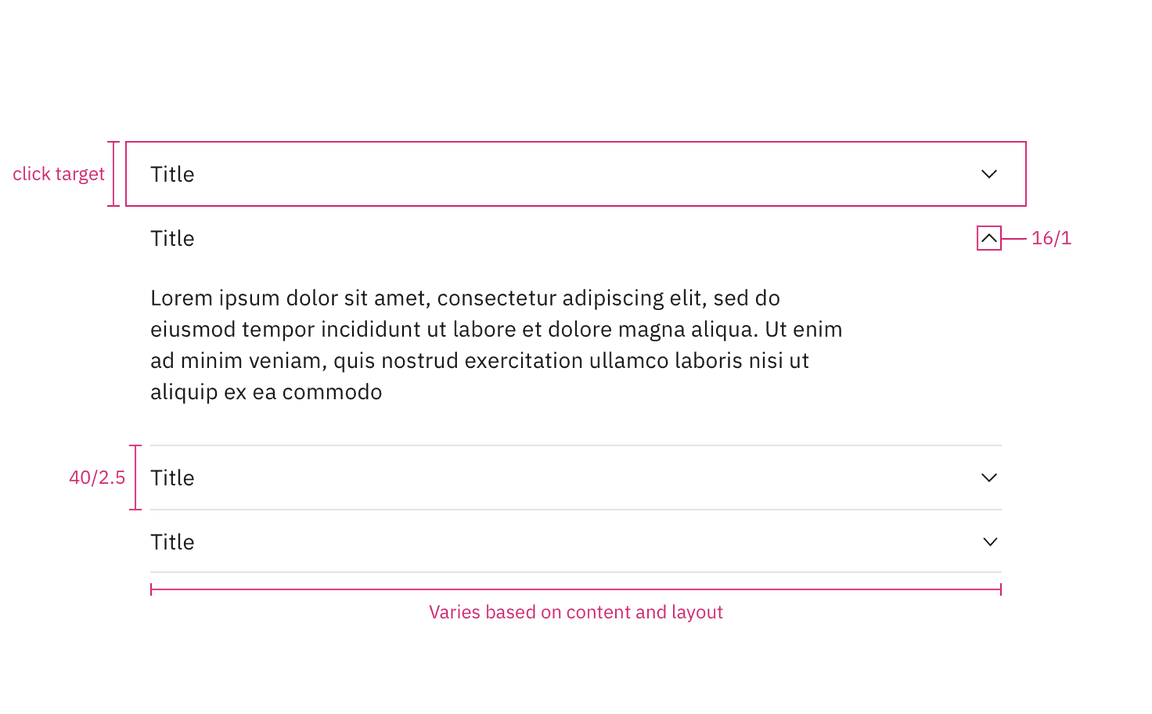 click target
Title
Title
16/1
Lorem ipsum dolor sit amet, consectetur adipiscing elit, sed do
eiusmod tempor incididunt ut labore et dolore magna aliqua. Ut enim
ad minim veniam, quis nostrud exercitation ullamco laboris nisi ut
aliquip ex ea commodo
40/2.5
Title
Title
Varies based on content and layout